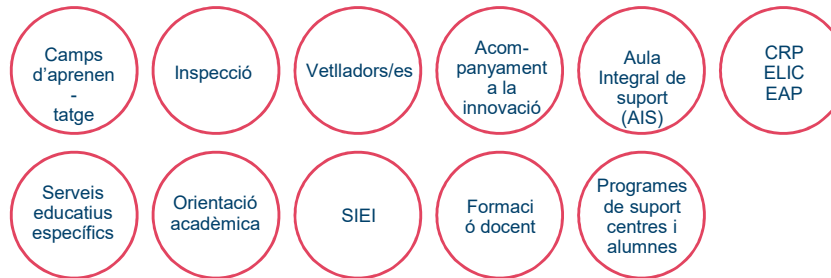 Camps
d'aprenen
-
tatge
Inspecció
Vetlladors/es
Acom-
panyament
a la
innovació
Aula
Integral de
suport
(AIS)
CRP
ELIC
EAP
Serveis
educatius
específics
Orientació
acadèmica
SIEI
Formaci
ó docent
Programes
de suport
centres i
alumnes